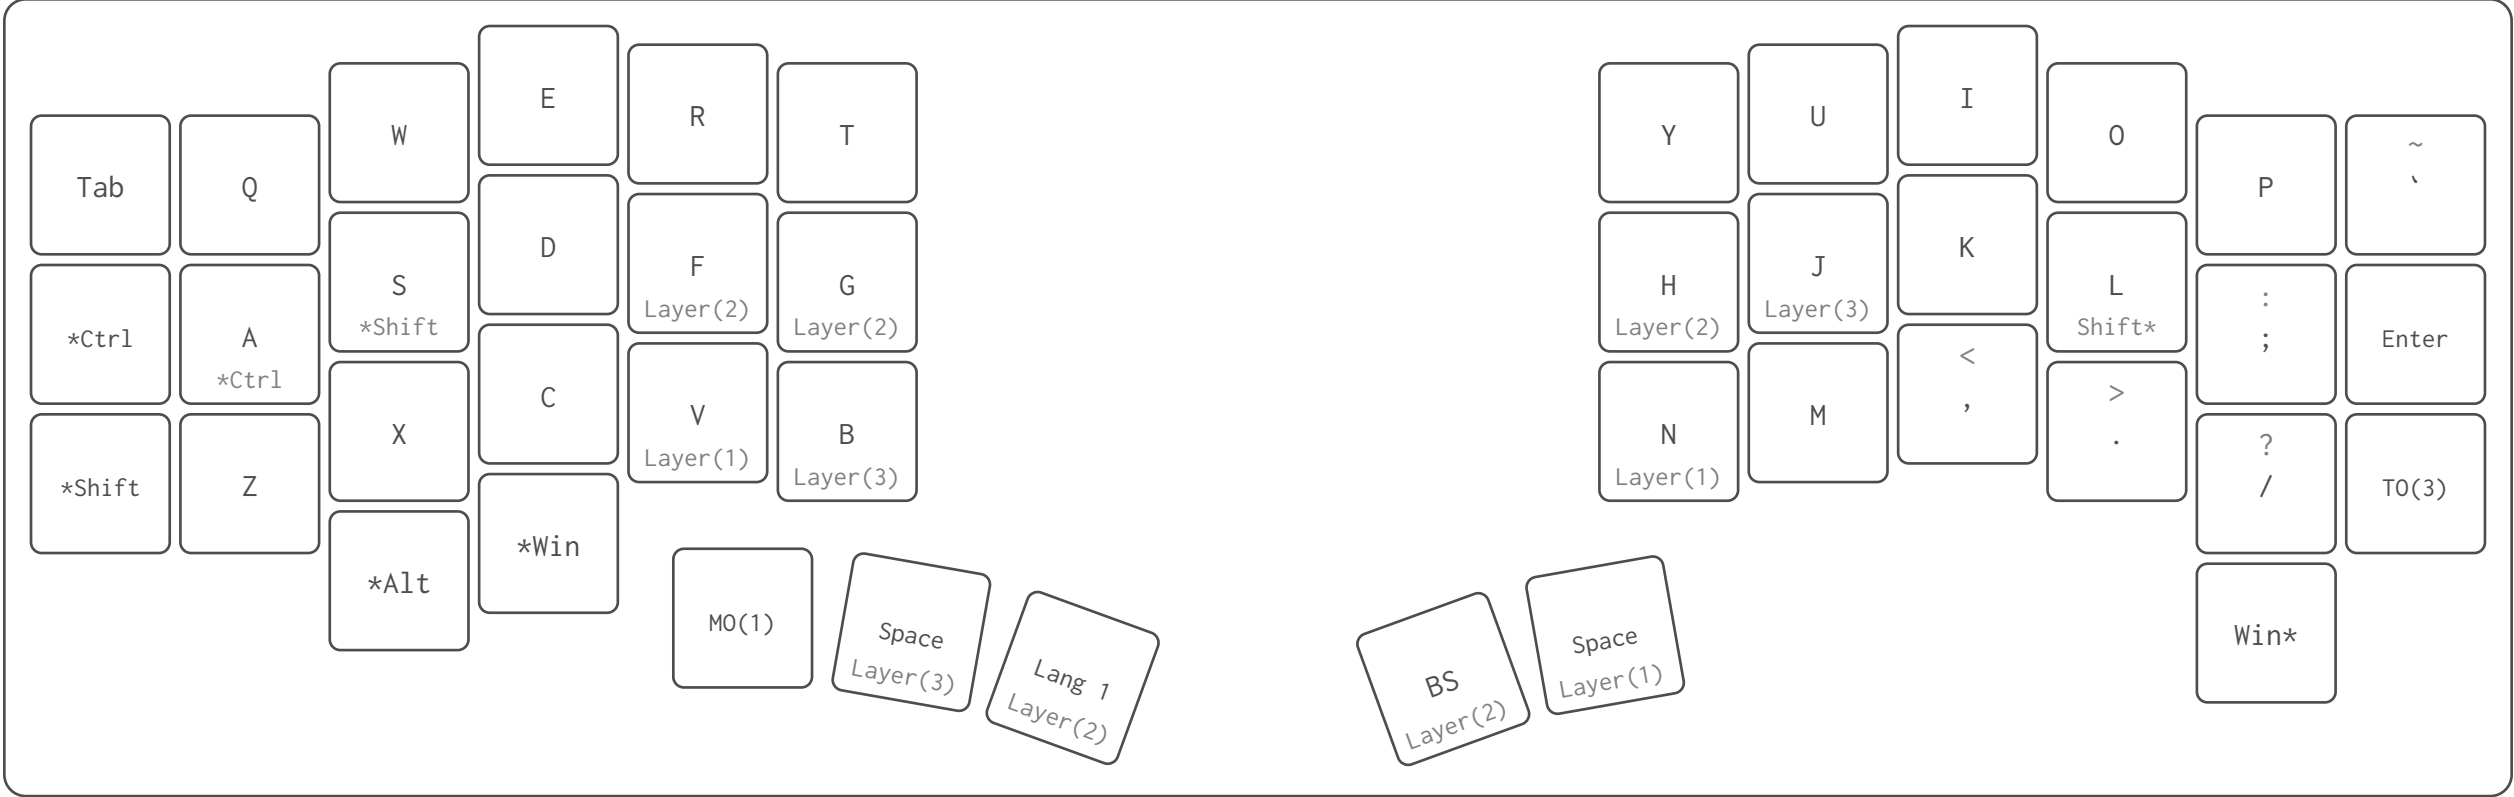 Tab
Q
W
E
R
T
Y
U
I
O
P
~
`
*Ctrl
A
*Ctrl
S
*Shift
D
F
Layer(2)
G
Layer(2)
H
Layer(2)
J
Layer(3)
K
L
Shift*
:
;
Enter
*Shift
Z
X
C
V
Layer(1)
B
Layer(3)
N
Layer(1)
M
<
,
>
.
?
/
TO(3)
*Alt
*Win
MO(1)
Space
Layer(3)
Lang 1
Layer(2)
BS
Layer(2)
Space
Layer(1)
Win*